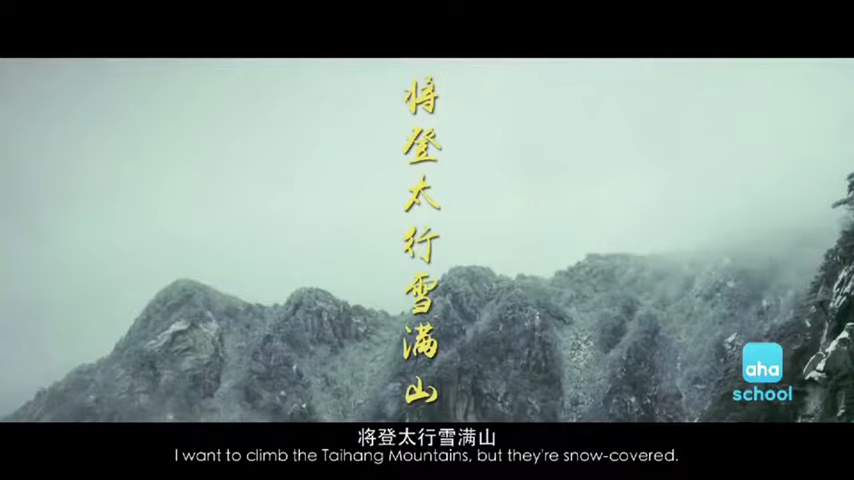 将登太行雪满山
aha
school
将登太行雪满山
I want to climb the Taihang Mountains, but they're snow-covered.